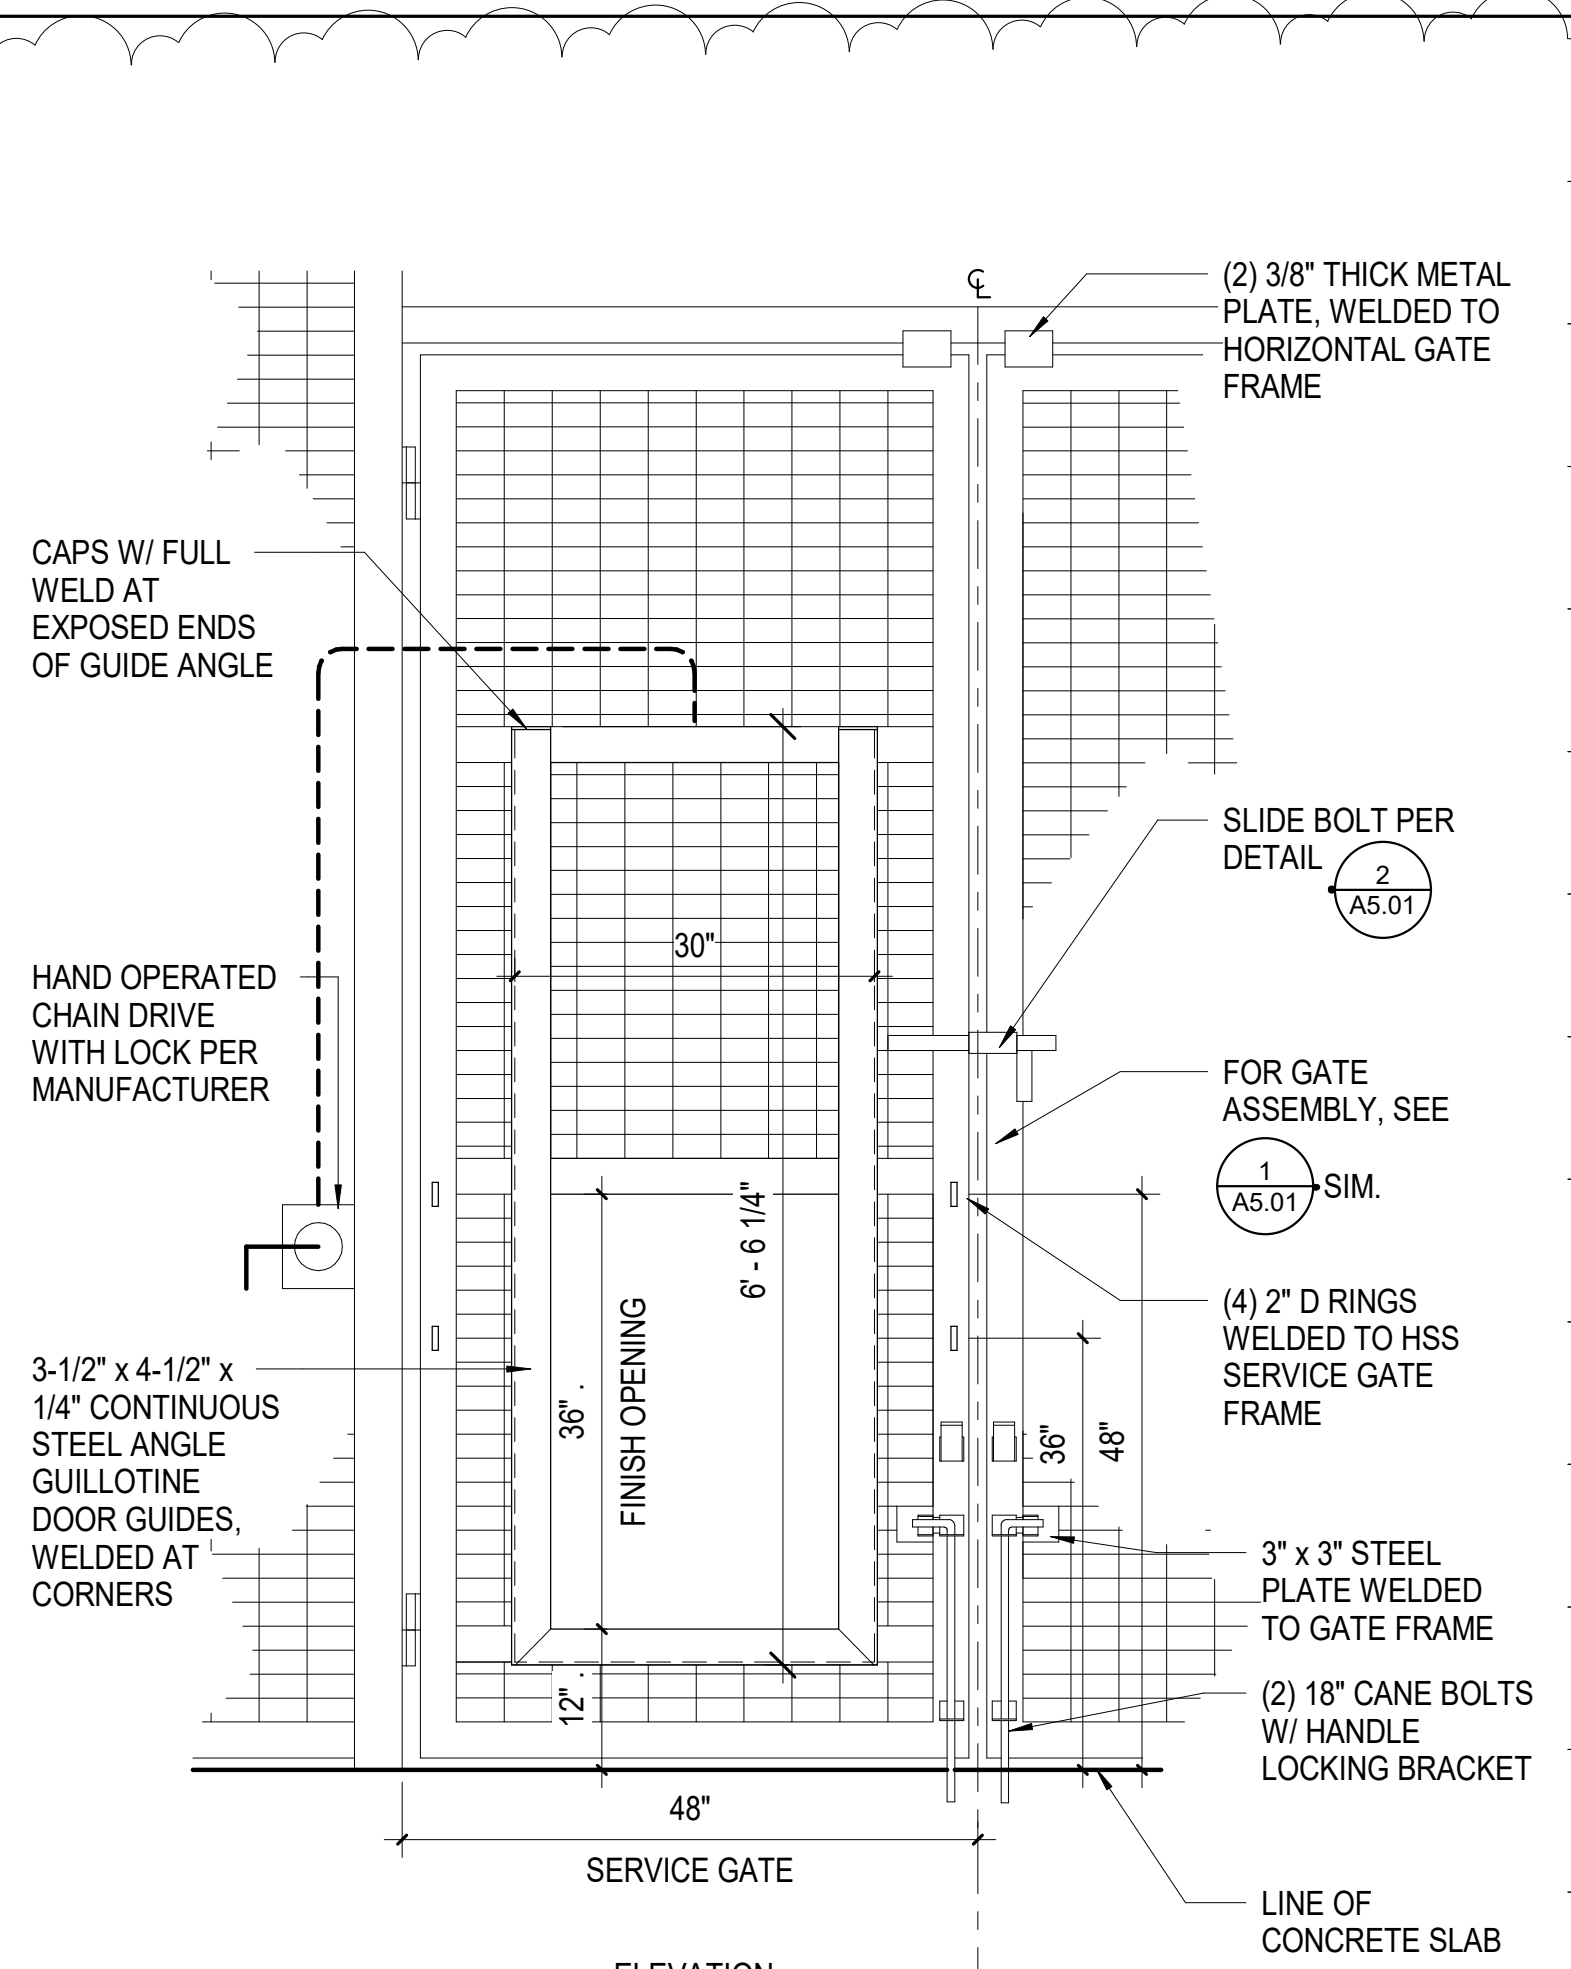 ℄
(2) 3/8" THICK METAL
PLATE, WELDED TO
HORIZONTAL GATE
FRAME
CAPS W/ FULL
WELD AT
EXPOSED ENDS
OF GUIDE ANGLE
SLIDE BOLT PER
DETAIL
2
A5.01
30"
HAND OPERATED
CHAIN DRIVE
WITH LOCK PER
MANUFACTURER
FOR GATE
ASSEMBLY, SEE
1
A5.01
SIM.
6' - 6 1/4"
(4) 2" D RINGS
WELDED TO HSS
SERVICE GATE
FRAME
3-1/2" x 4-1/2" x
1/4" CONTINUOUS
STEEL ANGLE
GUILLOTINE
DOOR GUIDES,
WELDED AT
CORNERS
36" .
FINISH OPENING
36"
48"
3" x 3" STEEL
PLATE WELDED
TO GATE FRAME
12" .
(2) 18" CANE BOLTS
W/ HANDLE
LOCKING BRACKET
48"
SERVICE GATE
LINE OF
CONCRETE SLAB
ELEVATION